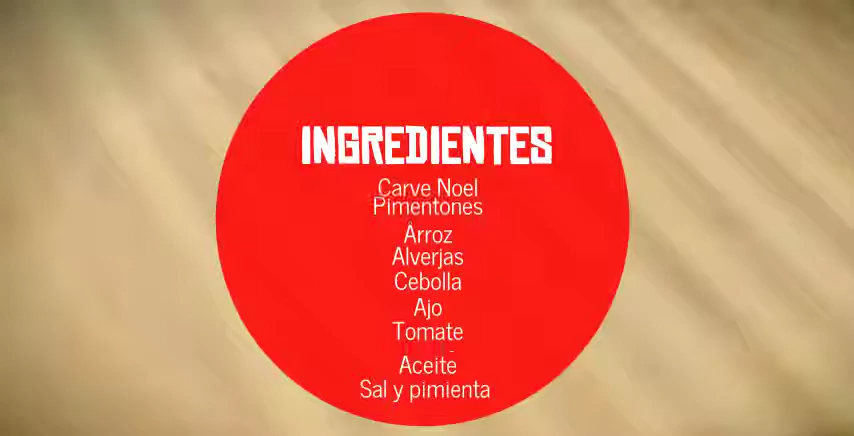 INGREDIENTES
Carve Noel
Pimentones
Arroz
Alverjas
Cebolla
Ajo
Tomate
Aceite
Sal y pimienta